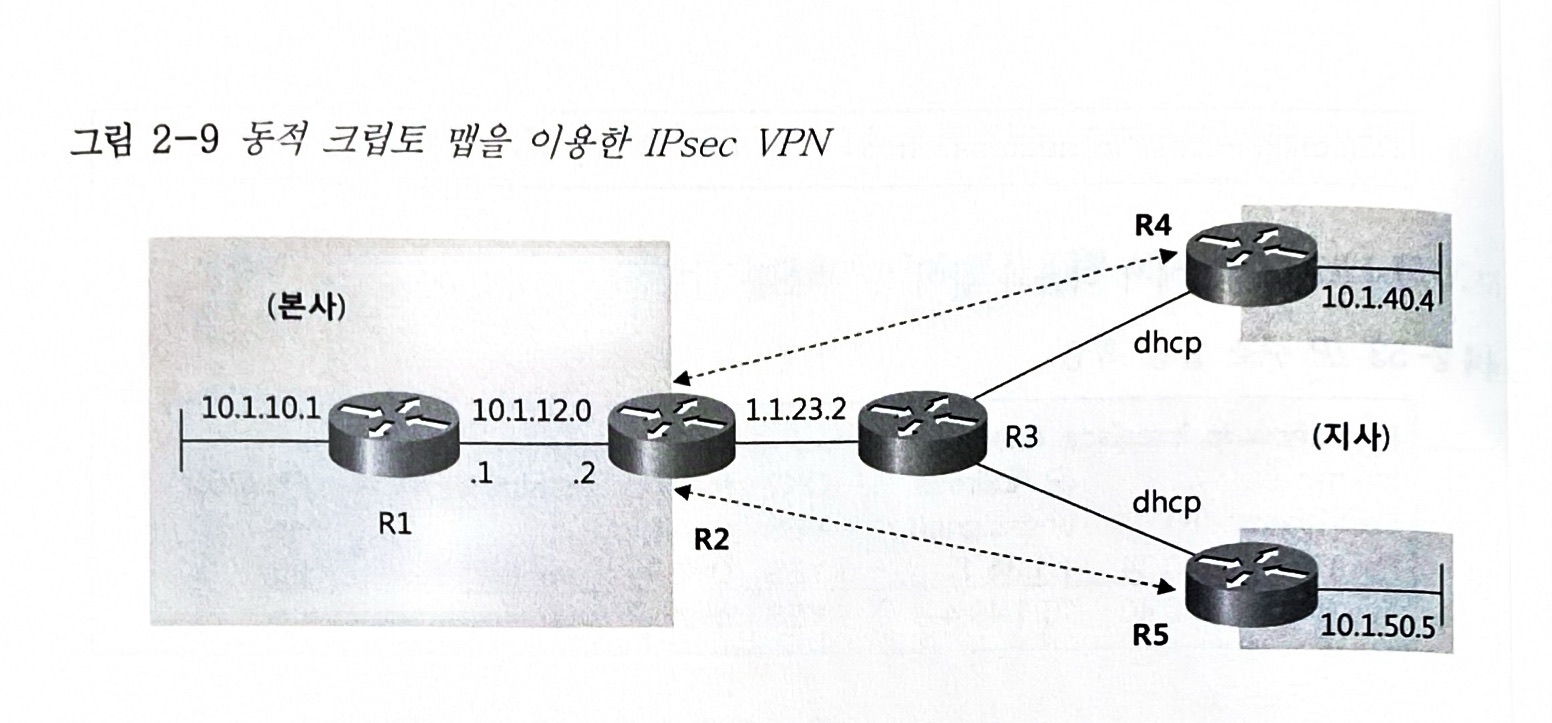 그림 2-9 동적 크립토 맵을 이용한 IPsec VPN
(본사)
10.1.10.1
10.1.12.0
.1
.2
R1
R2
1.1.23.2
R3
R4
dhcp
10.1.40.4
(지사)
dhcp
R5
10.1.50.5